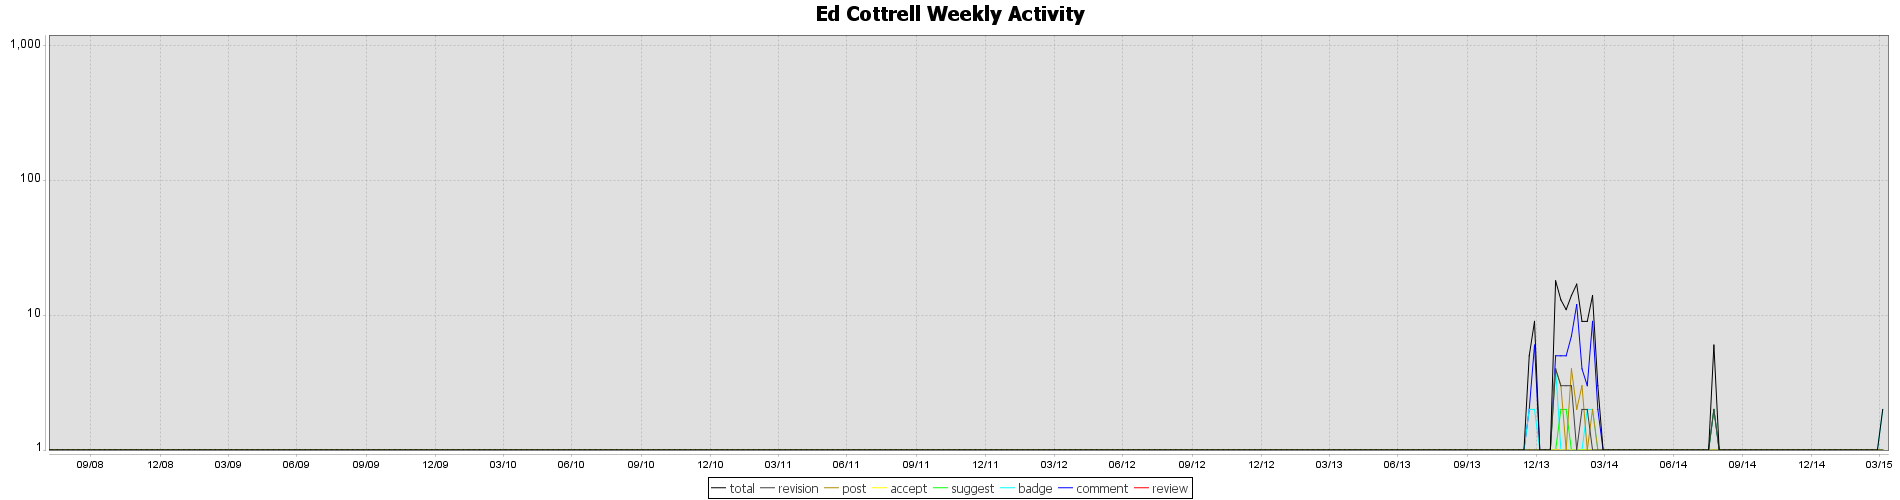 Ed Cottrell Weekly Activity
1,000
100
10
1
09/08 12/08 03/09 06/09 09/09 12/09 03/10 06/10 09/10 12/10 03/11 06/11 09/11 12/11 03/12 06/12 09/12 12/12 03/13 06/13 09/13 12/13 03/14 06/14 09/14 12/14 03/15
total revision post accept suggest badge comment review